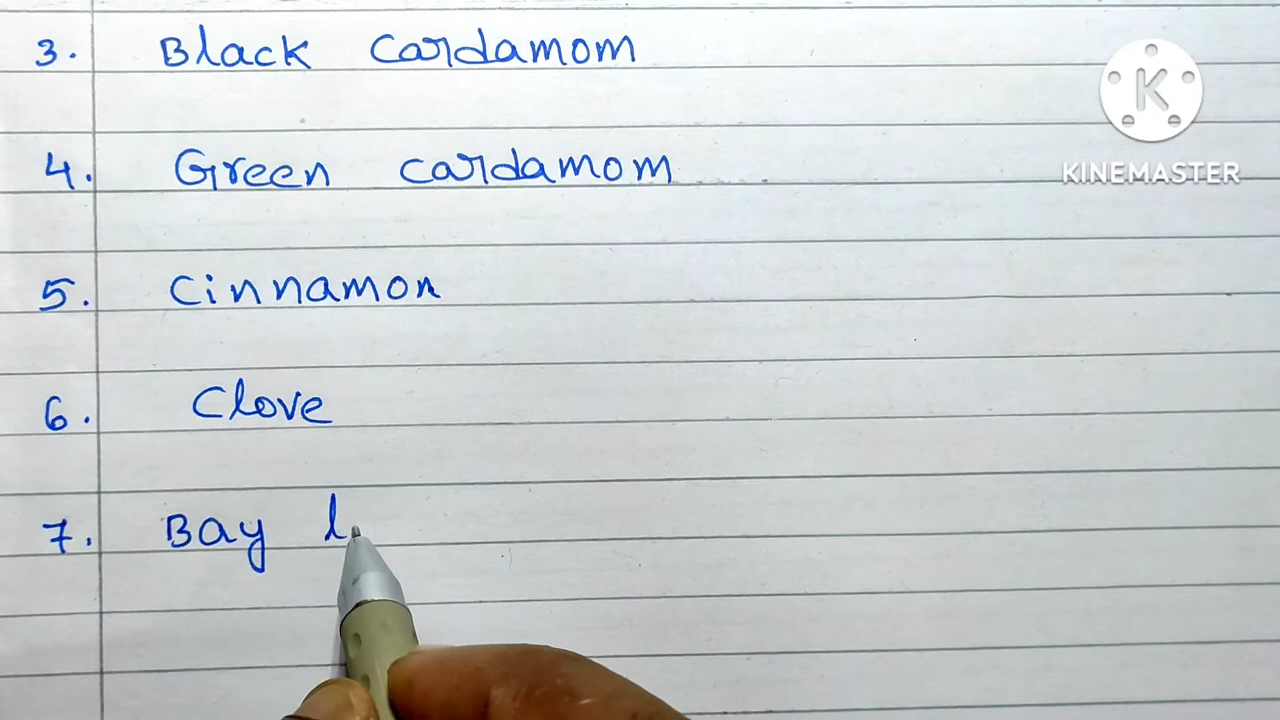 3. Black Cardamom
K
KINEMASTER
4. Green cardamom
5. Cinnamon
6. Clove
7. Bay l